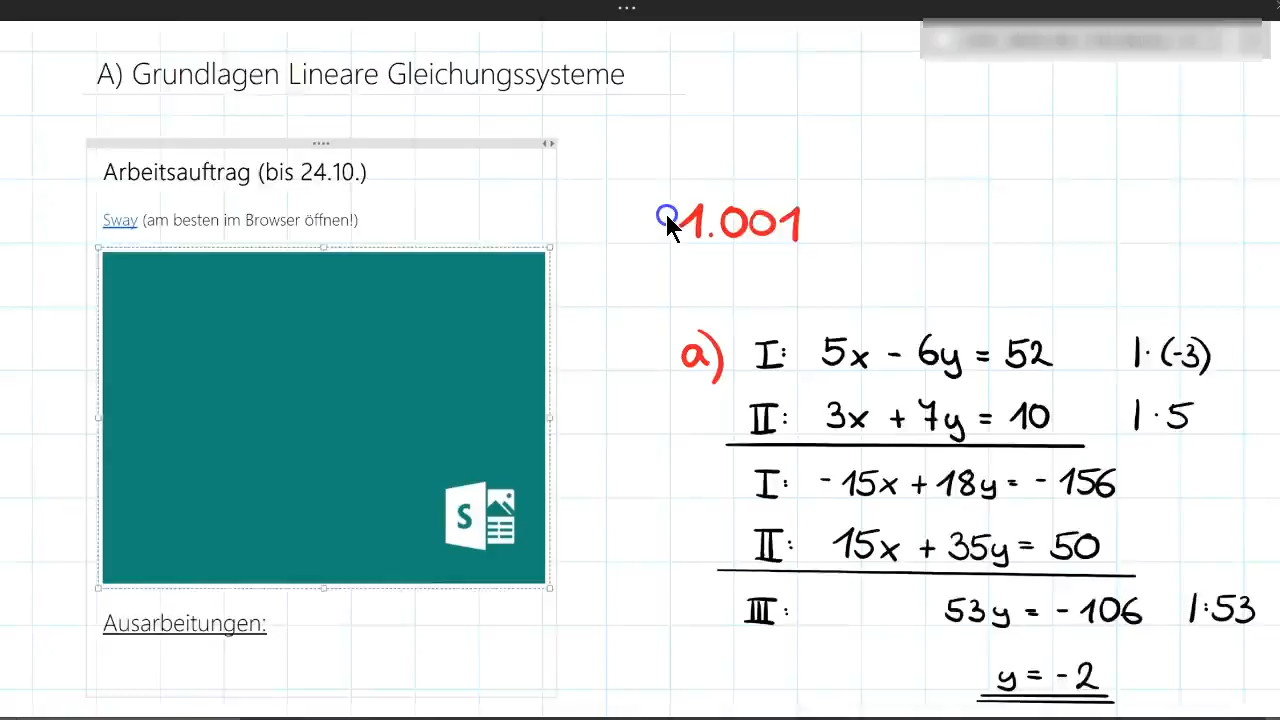 A) Grundlagen Lineare Gleichungssysteme
Arbeitsauftrag (bis 24.10.)
Sway (am besten im Browser öffnen!)
S
Ausarbeitungen:
1.001
a) I: 5x - 6y = 52 |· (-3)
II: 3x + 7y = 10 |· 5
I: -15x + 18y = -156
II: 15x + 35y = 50
III: 53y = -106 |:53
y = -2